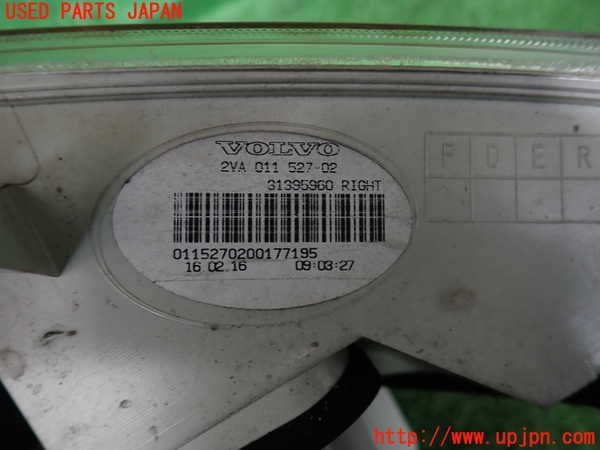 USED PARTS JAPAN
VOLVO
2VA 011 527-02
31395960 RIGHT
0115270200177195
16 02.16 09:03:27
F D E R
http://www.upjpn.com/